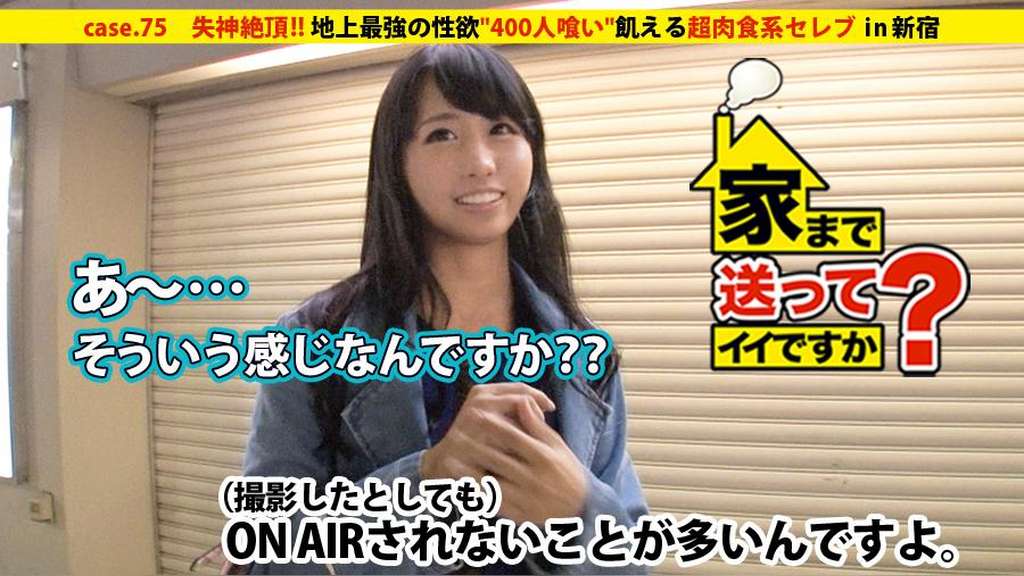 case.75 失神絶頂!! 地上最強の性欲"400人喰い"飢える超肉食系セレブ in 新宿
家まで
送って
イイですか?
あ～…
そういう感じなんですか??
(撮影したとしても)
ON AIRされないことが多いんですよ。